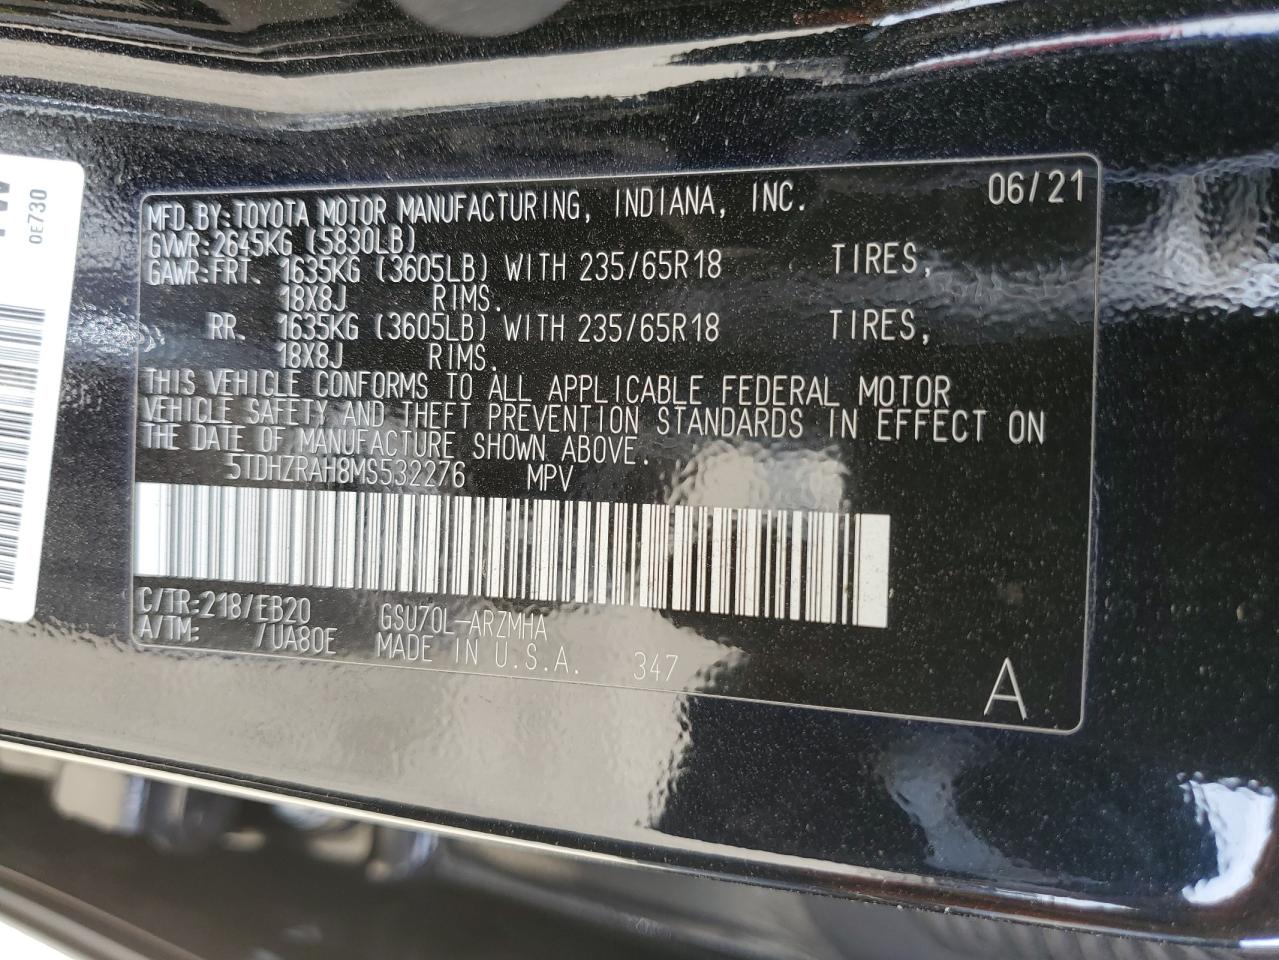 0E730
06/21
MFD.BY:TOYOTA MOTOR MANUFACTURING, INDIANA, INC.
GVWR:2645KG (5830LB)
GAWR:FRT. 1635KG (3605LB) WITH 235/65R18 TIRES,
18X8J RIMS.
RR. 1635KG (3605LB) WITH 235/65R18 TIRES,
18X8J RIMS.
THIS VEHICLE CONFORMS TO ALL APPLICABLE FEDERAL MOTOR
VEHICLE SAFETY AND THEFT PREVENTION STANDARDS IN EFFECT ON
THE DATE OF MANUFACTURE SHOWN ABOVE.
5TDHZRAH8MS532276 MPV
C/TR:218/EB20 GSU70L-ARZMHA
A/TM: /UA80E MADE IN U.S.A. 347
A